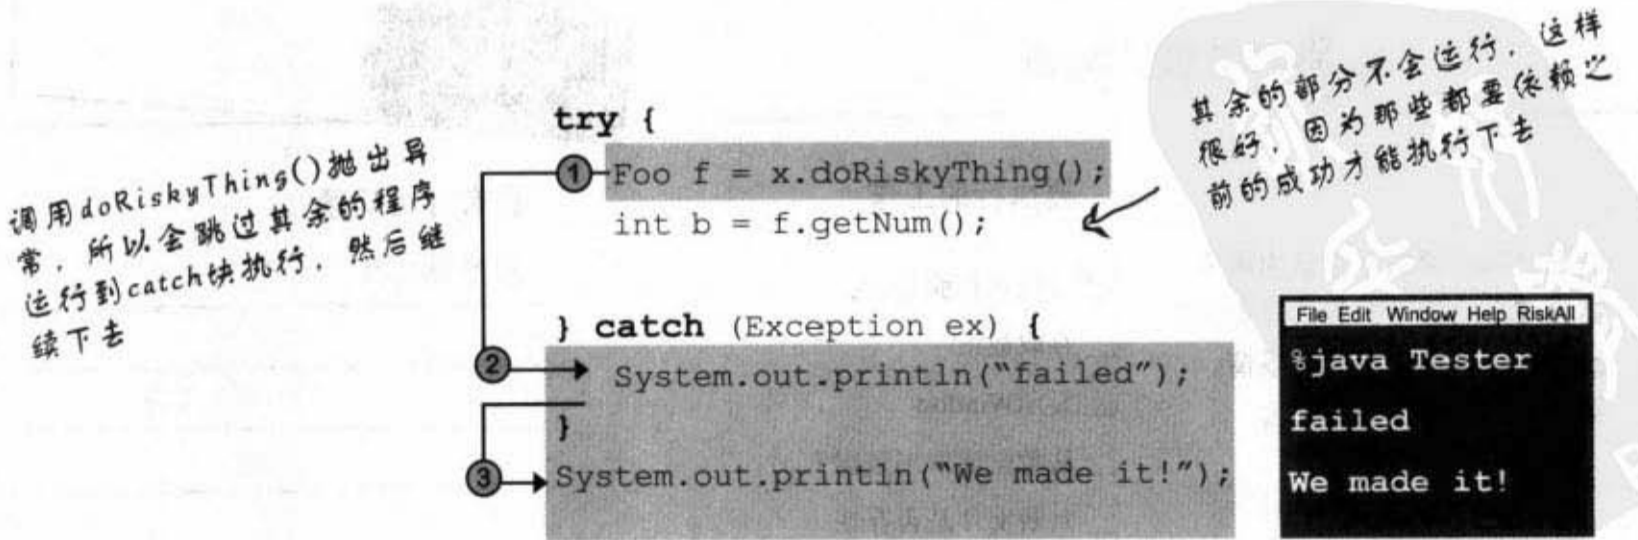 调用doRiskyThing()抛出异
常，所以会跳过其余的程序
运行到catch块执行，然后继
续下去
try {
1 Foo f = x.doRiskyThing();
int b = f.getNum();
} catch (Exception ex) {
2 System.out.println(“failed”);
}
3 System.out.println(“We made it!”);
其余的部分不会运行，这样
很好，因为那些都要依赖之
前的成功才能执行下去
File Edit Window Help RiskAll
%java Tester
failed
We made it!